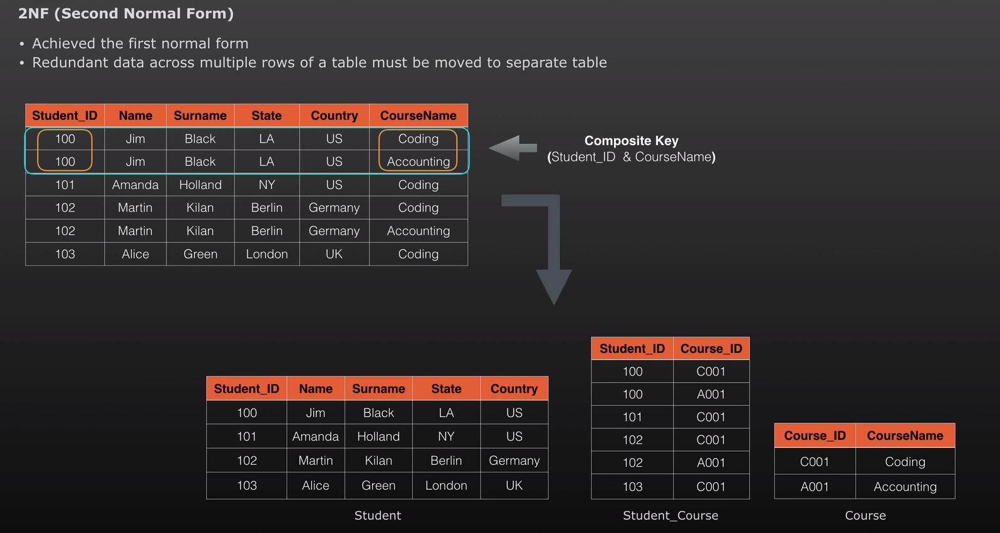 2NF (Second Normal Form)
• Achieved the first normal form
• Redundant data across multiple rows of a table must be moved to separate table
Student_ID Name Surname State Country CourseName
100 Jim Black LA US Coding
100 Jim Black LA US Accounting
101 Amanda Holland NY US Coding
102 Martin Kilan Berlin Germany Coding
102 Martin Kilan Berlin Germany Accounting
103 Alice Green London UK Coding
Composite Key
(Student_ID & CourseName)
Student_ID Name Surname State Country
100 Jim Black LA US
101 Amanda Holland NY US
102 Martin Kilan Berlin Germany
103 Alice Green London UK
Student
Student_ID Course_ID
100 C001
100 A001
101 C001
102 C001
102 A001
103 C001
Student_Course
Course_ID CourseName
C001 Coding
A001 Accounting
Course